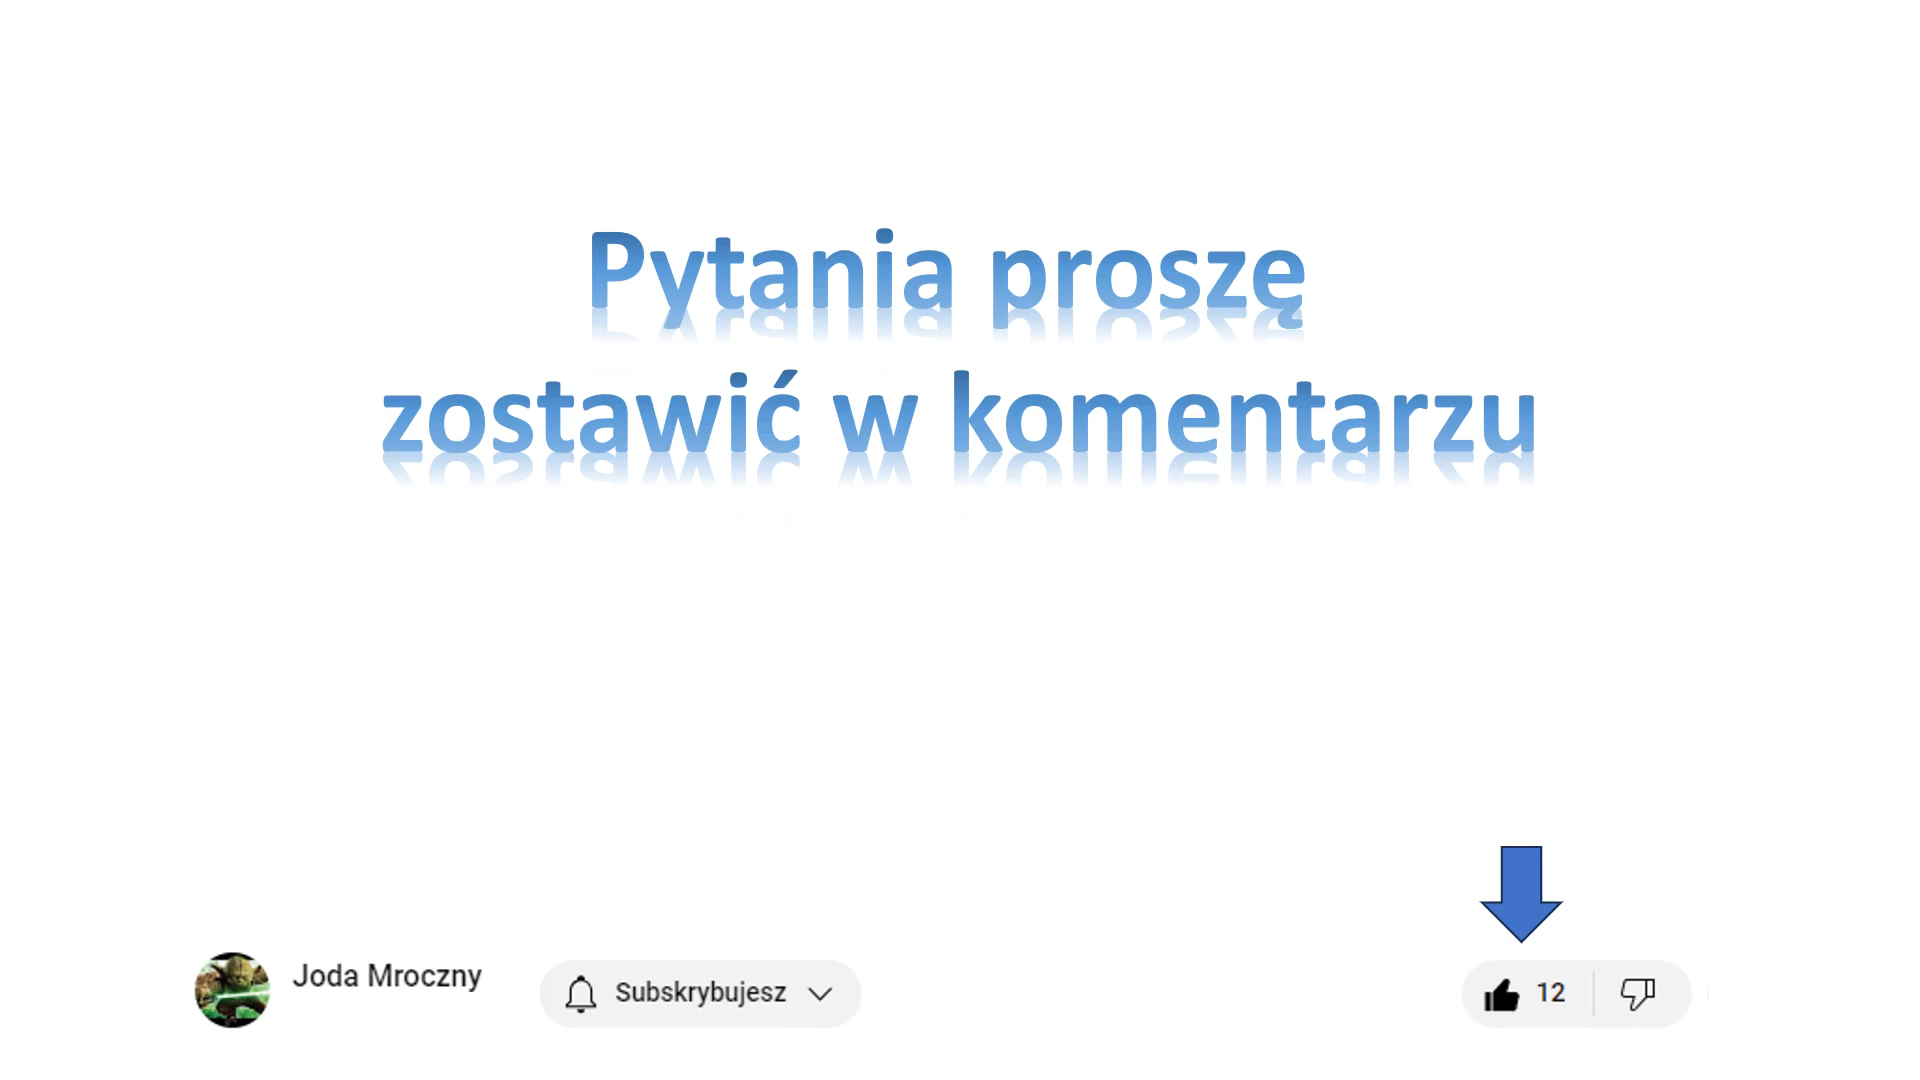 Pytania proszę
zostawić w komentarzu
Joda Mroczny
Subskrybujesz
12